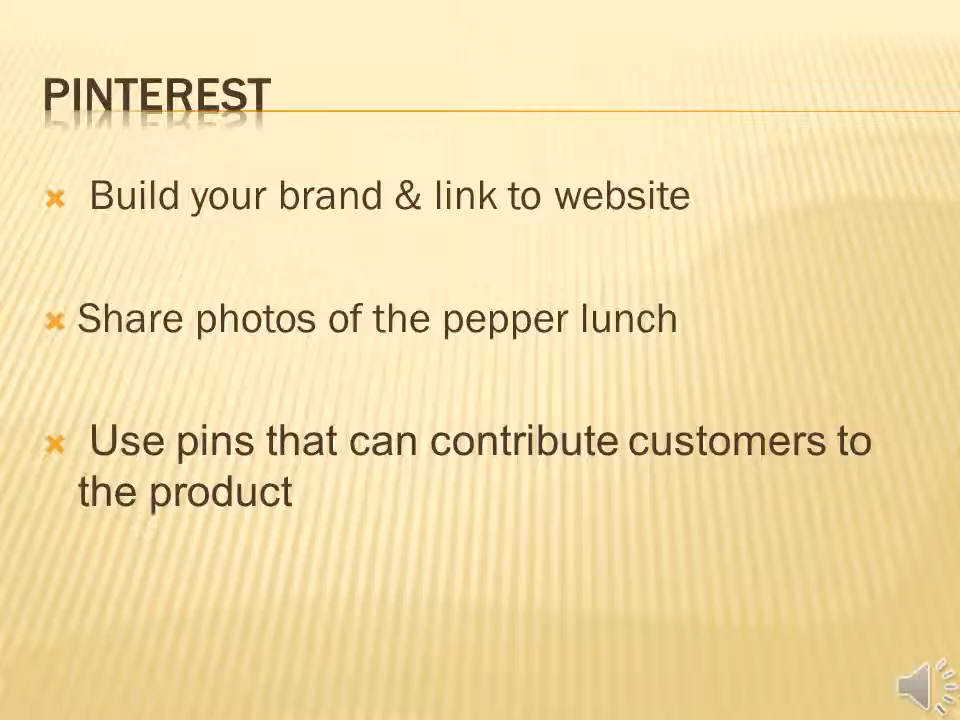 PINTEREST
Build your brand & link to website
Share photos of the pepper lunch
Use pins that can contribute customers to
the product